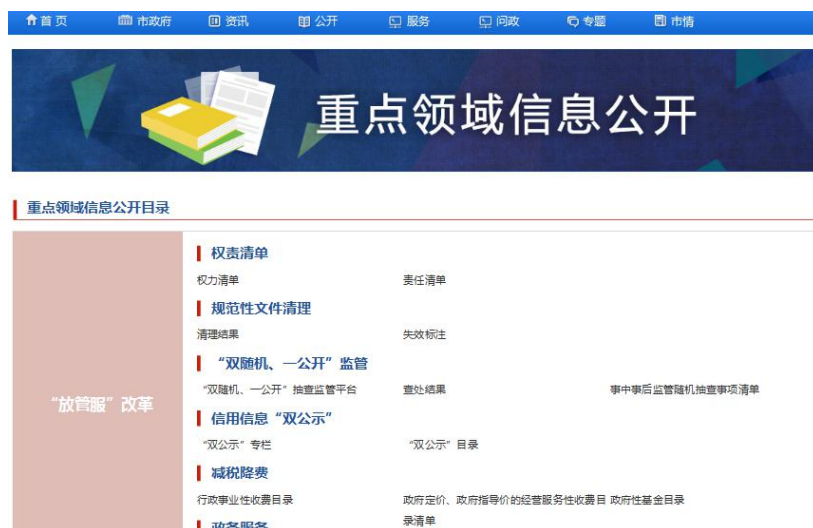 首 页 市政府 资讯 公开 服务 问政 专题 市情
重点领域信息公开
重点领域信息公开目录
“放管服”改革
权责清单
权力清单 责任清单
规范性文件清理
清理结果 失效标注
“双随机、一公开”监管
“双随机、一公开”抽查监管平台 查处结果 事中事后监管随机抽查事项清单
信用信息“双公示”
“双公示”专栏 “双公示”目录
减税降费
行政事业性收费目录 政府定价、政府指导价的经营服务性收费目 政府性基金目录
录清单
政务服务